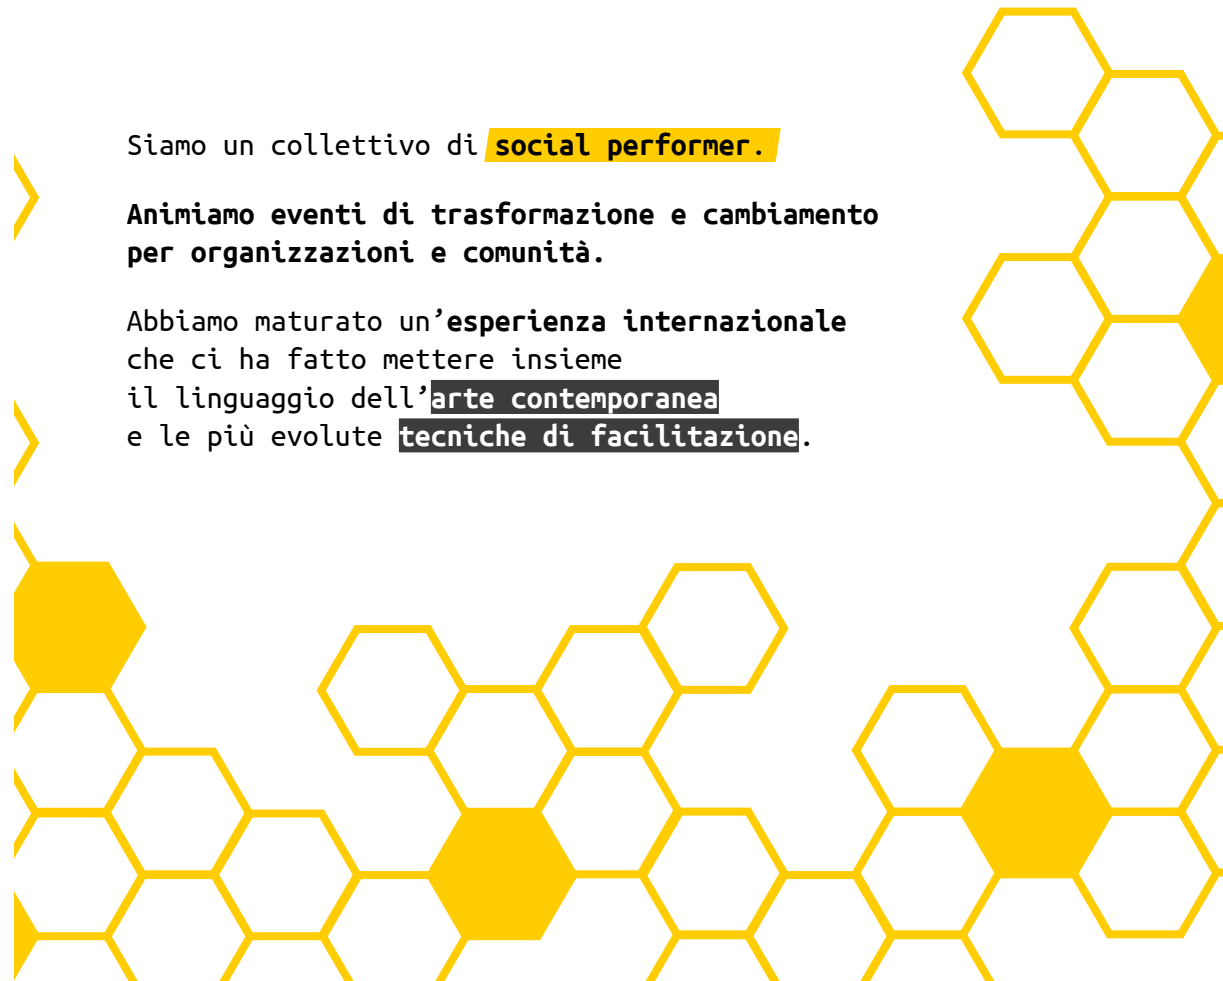 Siamo un collettivo di social performer.
Animiamo eventi di trasformazione e cambiamento
per organizzazioni e comunità.
Abbiamo maturato un’esperienza internazionale
che ci ha fatto mettere insieme
il linguaggio dell’arte contemporanea
e le più evolute tecniche di facilitazione.